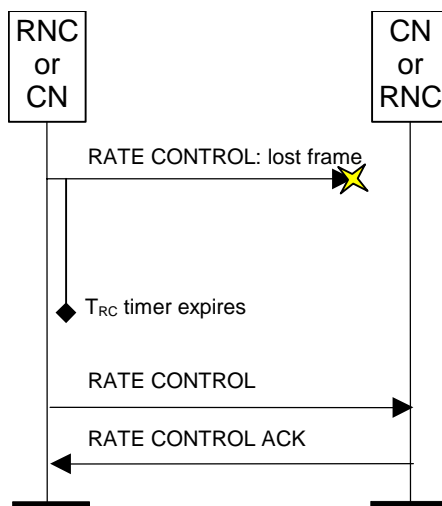 RNC
or
CN
CN
or
RNC
RATE CONTROL: lost frame
TRC timer expires
RATE CONTROL
RATE CONTROL ACK